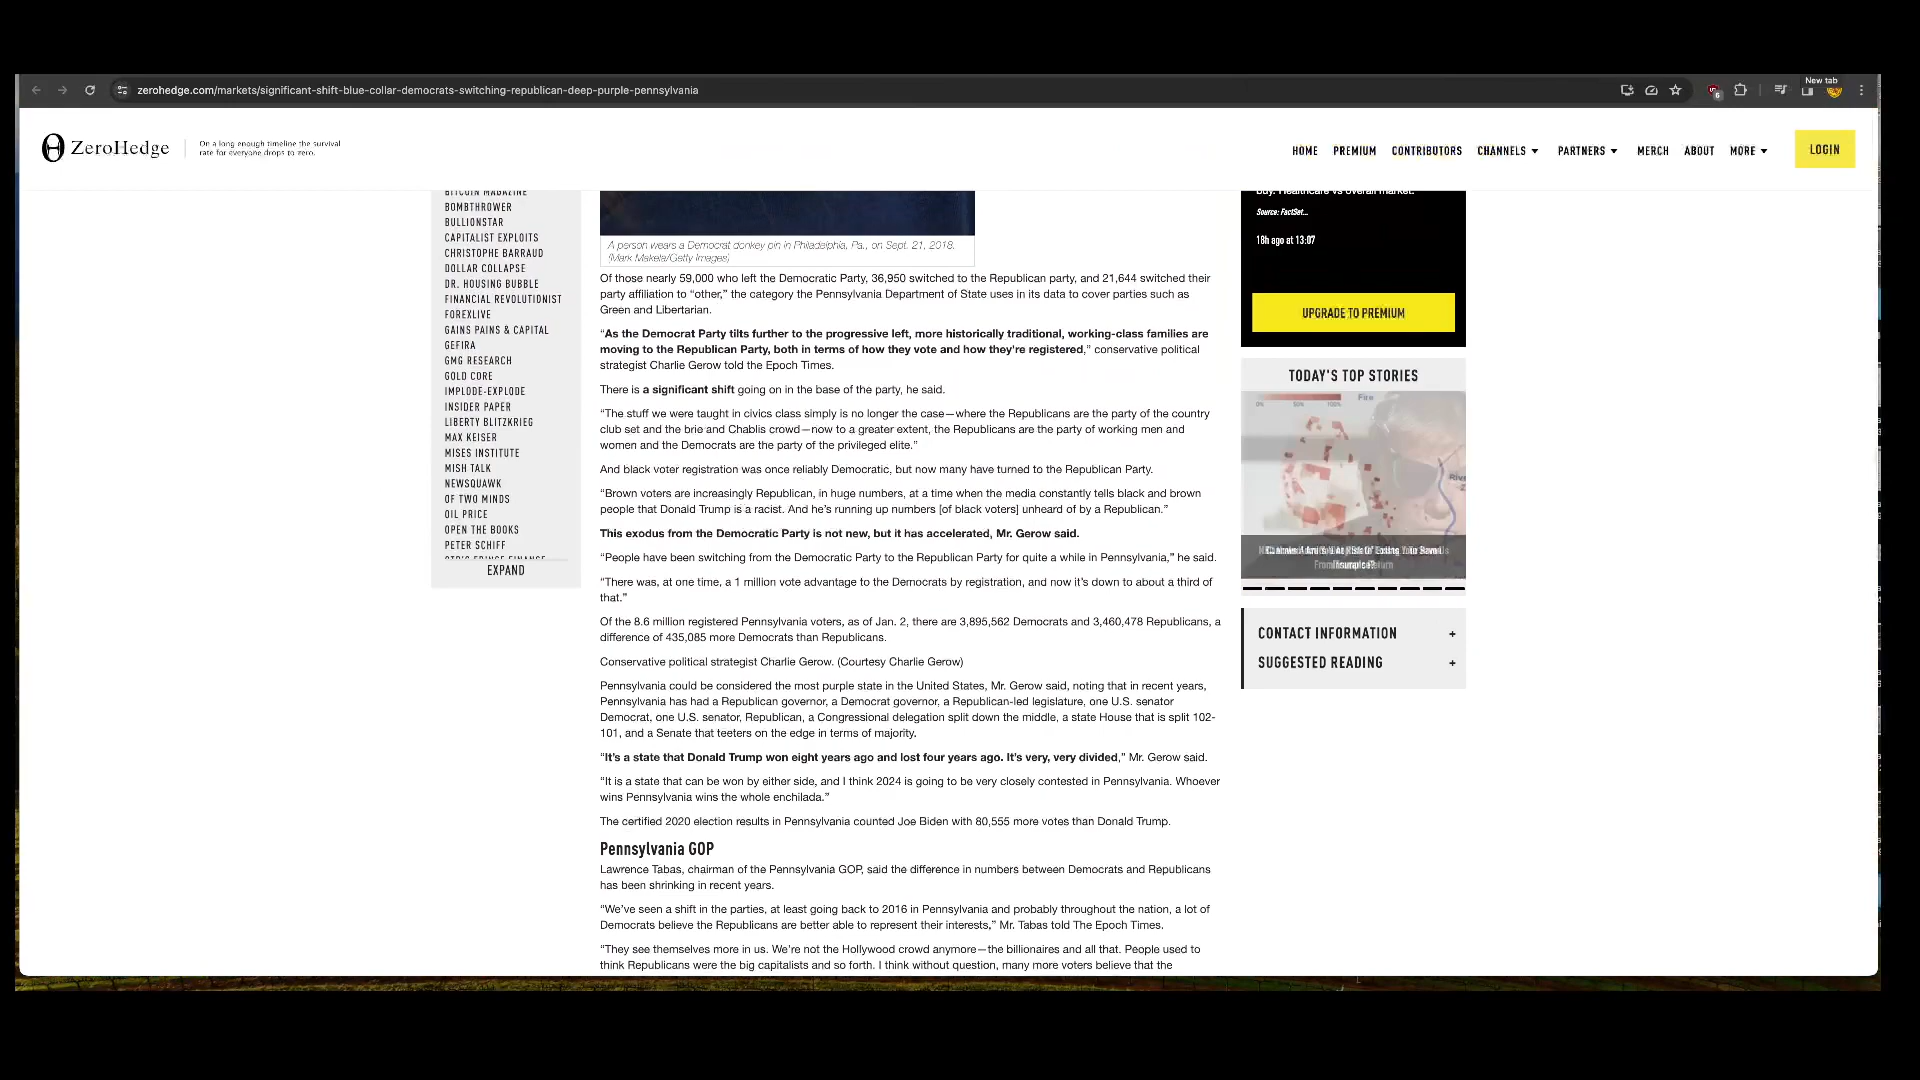 New tab
zerohedge.com/markets/significant-shift-blue-collar-democrats-switching-republican-deep-purple-pennsylvania
6
ZeroHedge
On a long enough timeline the survival
rate for everyone drops to zero.
HOME PREMIUM CONTRIBUTORS CHANNELS PARTNERS MERCH ABOUT MORE LOGIN
BITCOIN MAGAZINE
BOMBTHROWER
BULLIONSTAR
CAPITALIST EXPLOITS
CHRISTOPHE BARRAUD
DOLLAR COLLAPSE
DR. HOUSING BUBBLE
FINANCIAL REVOLUTIONIST
FOREXLIVE
GAINS PAINS & CAPITAL
GEFIRA
GMG RESEARCH
GOLD CORE
IMPLODE-EXPLODE
INSIDER PAPER
LIBERTY BLITZKRIEG
MAX KEISER
MISES INSTITUTE
MISH TALK
NEWSQUAWK
OF TWO MINDS
OIL PRICE
OPEN THE BOOKS
PETER SCHIFF
EXPAND
A person wears a Democrat donkey pin in Philadelphia, Pa., on Sept. 21, 2018.
(Mark Makela/Getty Images)
Of those nearly 59,000 who left the Democratic Party, 36,950 switched to the Republican party, and 21,644 switched their
party affiliation to “other,” the category the Pennsylvania Department of State uses in its data to cover parties such as
Green and Libertarian.
“As the Democrat Party tilts further to the progressive left, more historically traditional, working-class families are
moving to the Republican Party, both in terms of how they vote and how they're registered,” conservative political
strategist Charlie Gerow told the Epoch Times.
There is a significant shift going on in the base of the party, he said.
“The stuff we were taught in civics class simply is no longer the case—where the Republicans are the party of the country
club set and the brie and Chablis crowd—now to a greater extent, the Republicans are the party of working men and
women and the Democrats are the party of the privileged elite.”
And black voter registration was once reliably Democratic, but now many have turned to the Republican Party.
“Brown voters are increasingly Republican, in huge numbers, at a time when the media constantly tells black and brown
people that Donald Trump is a racist. And he’s running up numbers [of black voters] unheard of by a Republican.”
This exodus from the Democratic Party is not new, but it has accelerated, Mr. Gerow said.
“People have been switching from the Democratic Party to the Republican Party for quite a while in Pennsylvania,” he said.
“There was, at one time, a 1 million vote advantage to the Democrats by registration, and now it’s down to about a third of
that.”
Of the 8.6 million registered Pennsylvania voters, as of Jan. 2, there are 3,895,562 Democrats and 3,460,478 Republicans, a
difference of 435,085 more Democrats than Republicans.
Conservative political strategist Charlie Gerow. (Courtesy Charlie Gerow)
Pennsylvania could be considered the most purple state in the United States, Mr. Gerow said, noting that in recent years,
Pennsylvania has had a Republican governor, a Democrat governor, a Republican-led legislature, one U.S. senator
Democrat, one U.S. senator, Republican, a Congressional delegation split down the middle, a state House that is split 102-
101, and a Senate that teeters on the edge in terms of majority.
“It’s a state that Donald Trump won eight years ago and lost four years ago. It’s very, very divided,” Mr. Gerow said.
“It is a state that can be won by either side, and I think 2024 is going to be very closely contested in Pennsylvania. Whoever
wins Pennsylvania wins the whole enchilada.”
The certified 2020 election results in Pennsylvania counted Joe Biden with 80,555 more votes than Donald Trump.
Pennsylvania GOP
Lawrence Tabas, chairman of the Pennsylvania GOP, said the difference in numbers between Democrats and Republicans
has been shrinking in recent years.
“We’ve seen a shift in the parties, at least going back to 2016 in Pennsylvania and probably throughout the nation, a lot of
Democrats believe the Republicans are better able to represent their interests,” Mr. Tabas told The Epoch Times.
“They see themselves more in us. We’re not the Hollywood crowd anymore—the billionaires and all that. People used to
think Republicans were the big capitalists and so forth. I think without question, many more voters believe that the
Buy: Healthcare vs overall market.
Source: FactSet...
18h ago at 13:07
UPGRADE TO PREMIUM
TODAY'S TOP STORIES
0% 50% 100% Fire
CONTACT INFORMATION +
SUGGESTED READING +